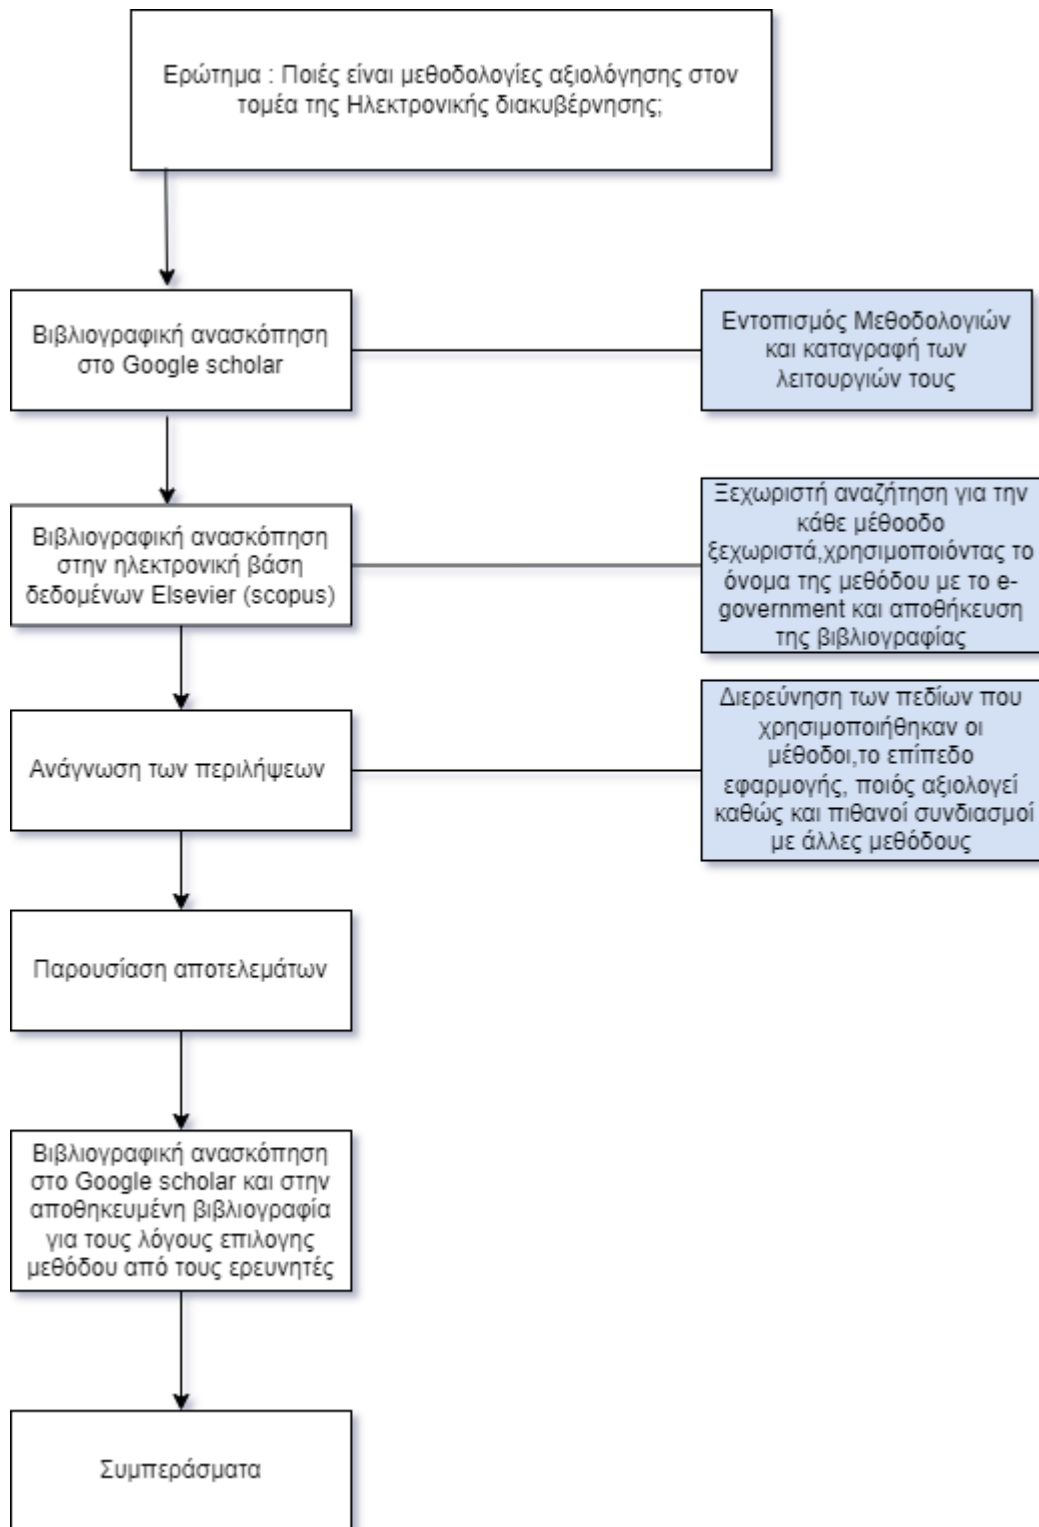 Ερώτημα : Ποιές είναι μεθοδολογίες αξιολόγησης στον
τομέα της Ηλεκτρονικής διακυβέρνησης;
Βιβλιογραφική ανασκόπηση
στο Google scholar
Εντοπισμός Μεθοδολογιών
και καταγραφή των
λειτουργιών τους
Βιβλιογραφική ανασκόπηση
στην ηλεκτρονική βάση
δεδομένων Elsevier (scopus)
Ξεχωριστή αναζήτηση για την
κάθε μέθοοδο
ξεχωριστά,χρησιμοποιόντας το
όνομα της μεθόδου με το e-
government και αποθήκευση
της βιβλιογραφίας
Ανάγνωση των περιλήψεων
Διερεύνηση των πεδίων που
χρησιμοποιήθηκαν οι
μέθοδοι,το επίπεδο
εφαρμογής, ποιός αξιολογεί
καθώς και πιθανοί συνδιασμοί
με άλλες μεθόδους
Παρουσίαση αποτελεμάτων
Βιβλιογραφική ανασκόπηση
στο Google scholar και στην
αποθηκευμένη βιβλιογραφία
για τους λόγους επιλογης
μεθόδου από τους ερευνητές
Συμπεράσματα